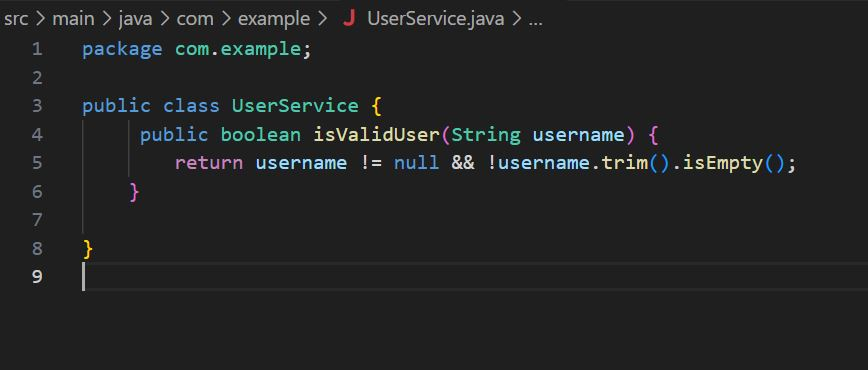 src > main > java > com > example > J UserService.java > ...
1 package com.example;
2
3 public class UserService {
4 public boolean isValidUser(String username) {
5 return username != null && !username.trim().isEmpty();
6 }
7
8 }
9